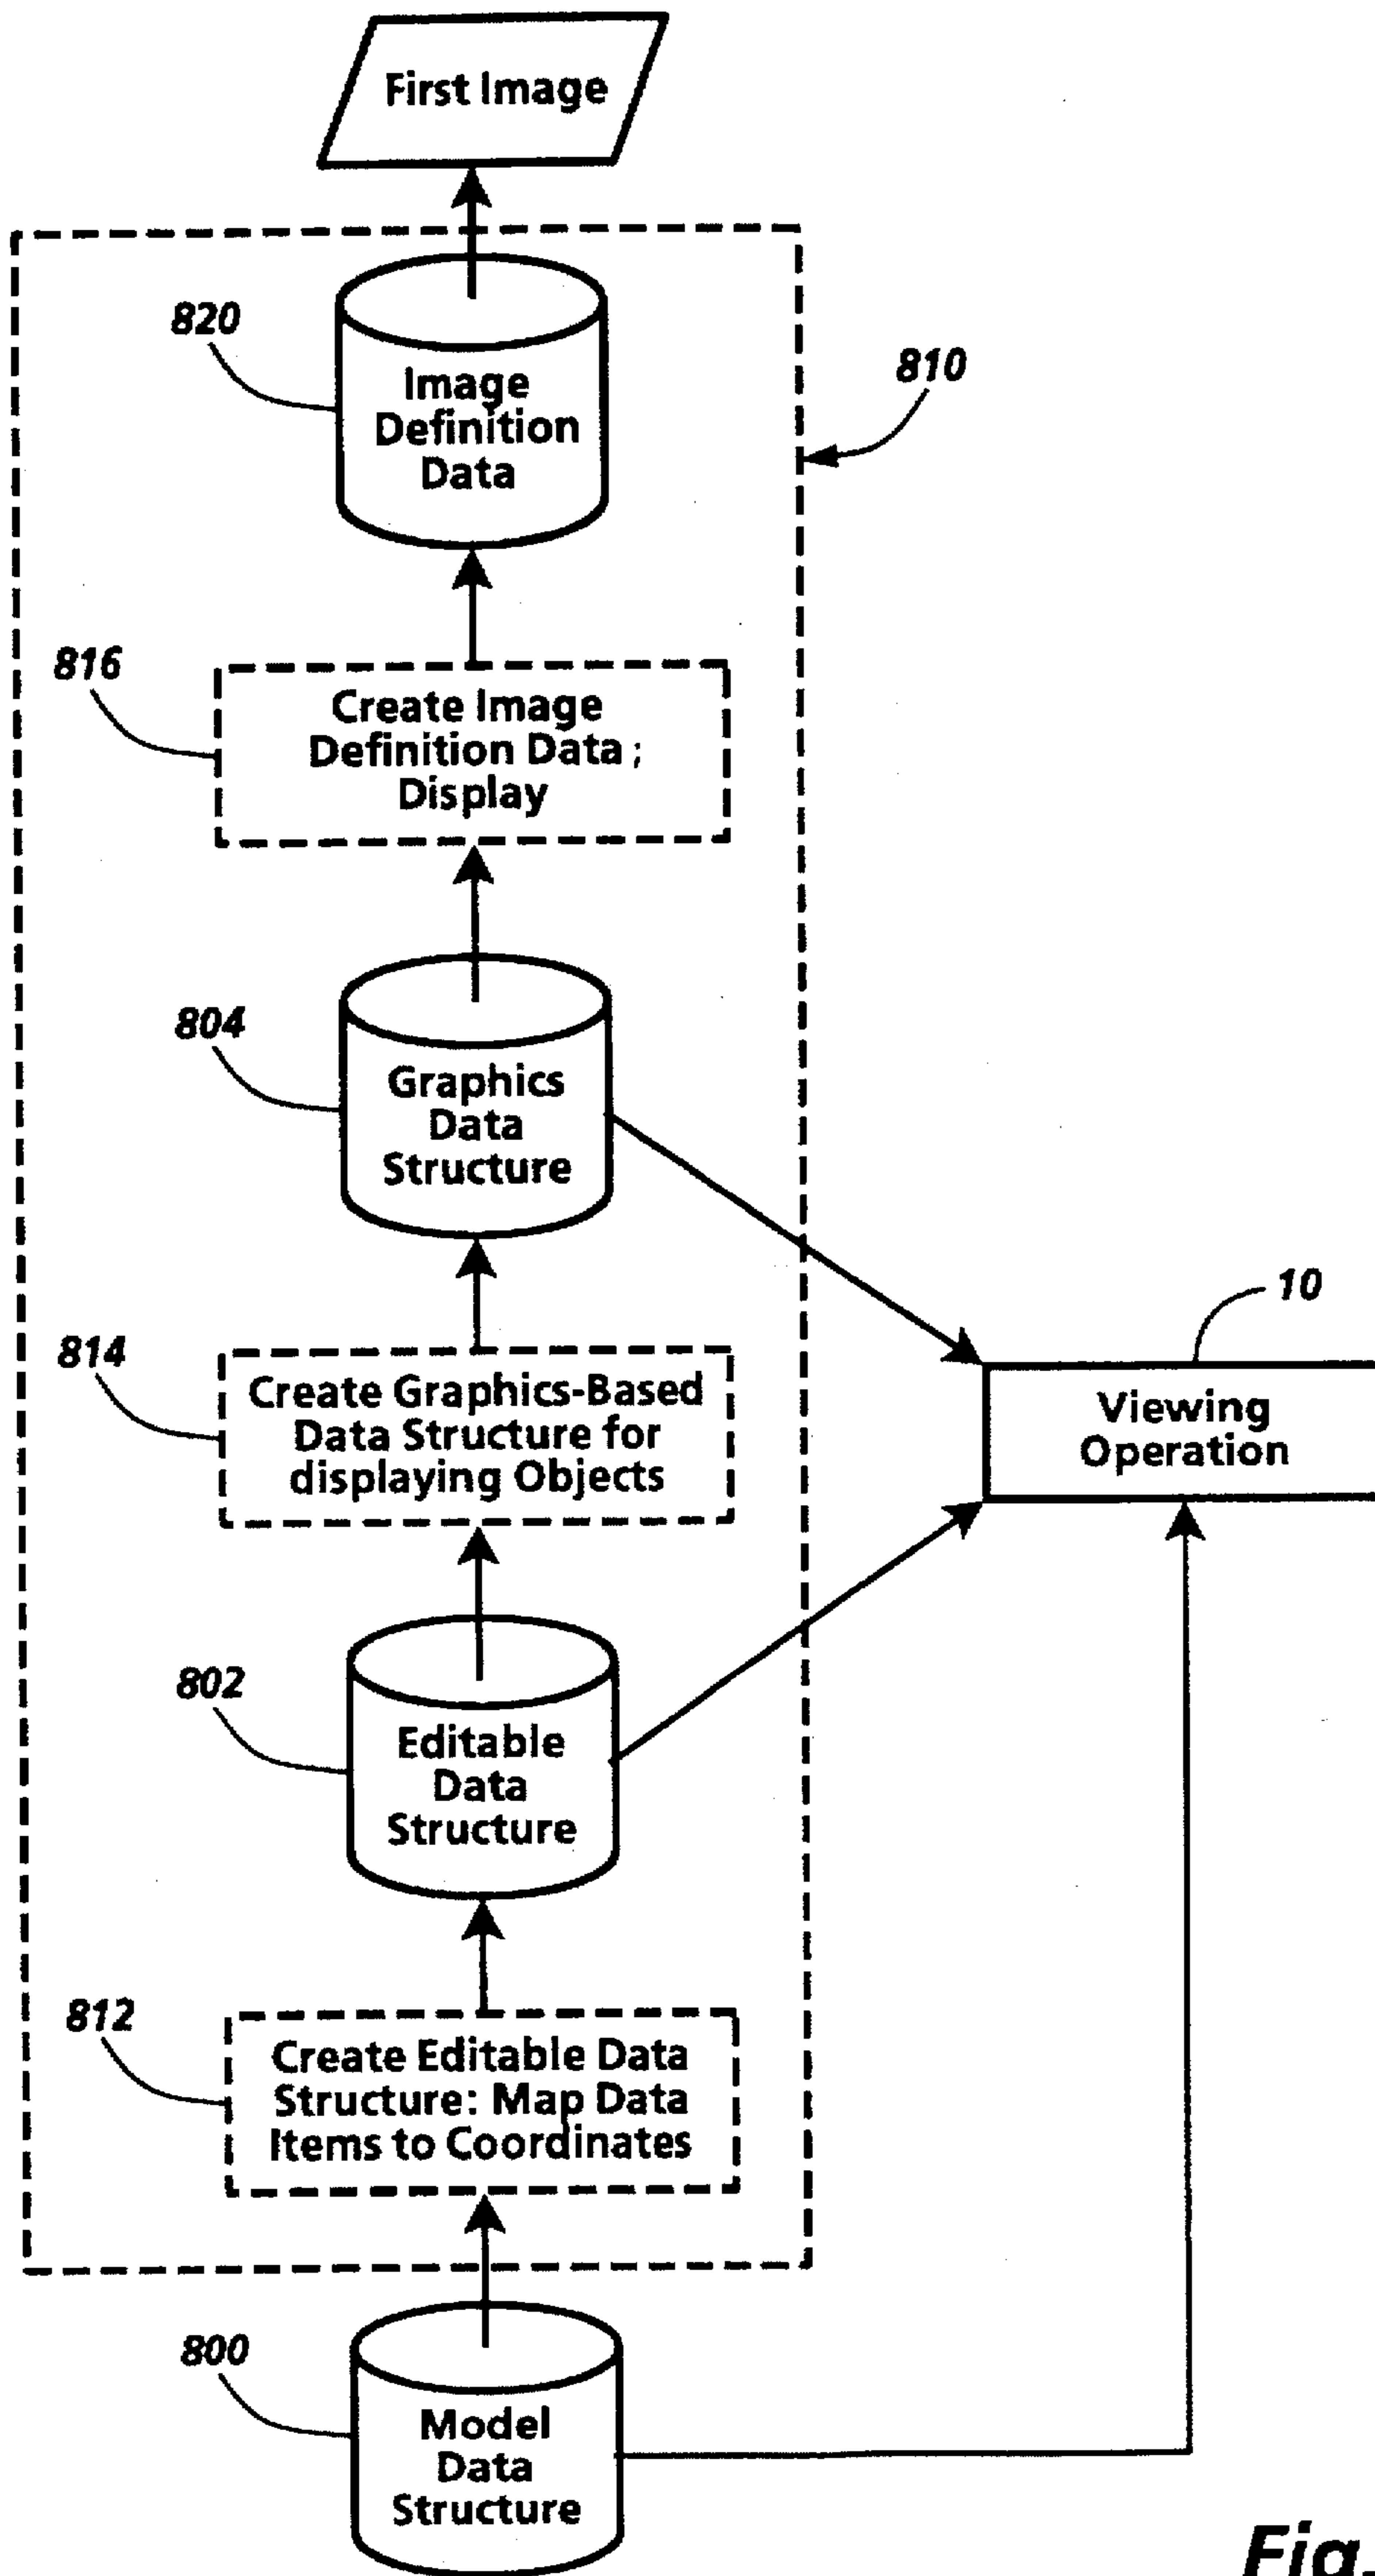 First Image
820
Image
Definition
Data
810
816
Create Image
Definition Data ;
Display
804
Graphics
Data
Structure
10
814
Create Graphics-Based
Data Structure for
displaying Objects
Viewing
Operation
802
Editable
Data
Structure
812
Create Editable Data
Structure: Map Data
Items to Coordinates
800
Model
Data
Structure
Fig.